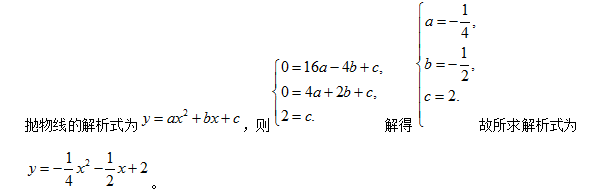 抛物线的解析式为 y=ax²+bx+c，则 {0=16a-4b+c, 0=4a+2b+c, 2=c. 解得 {a=-1/4, b=-1/2, c=2. 故所求解析式为
y=-1/4x²-1/2x+2。